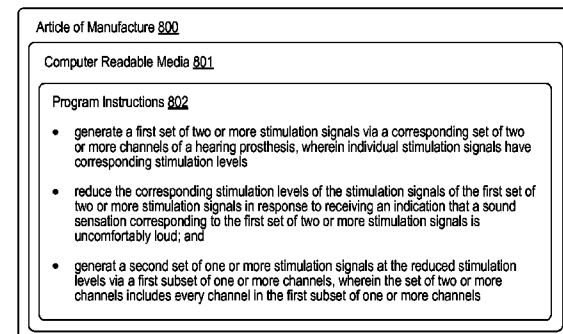 Article of Manufacture 800
Computer Readable Media 801
Program Instructions 802
• generate a first set of two or more stimulation signals via a corresponding set of two
or more channels of a hearing prosthesis, wherein individual stimulation signals have
corresponding stimulation levels
• reduce the corresponding stimulation levels of the stimulation signals of the first set of
two or more stimulation signals in response to receiving an indication that a sound
sensation corresponding to the first set of two or more stimulation signals is
uncomfortably loud; and
• generat a second set of one or more stimulation signals at the reduced stimulation
levels via a first subset of one or more channels, wherein the set of two or more
channels includes every channel in the first subset of one or more channels